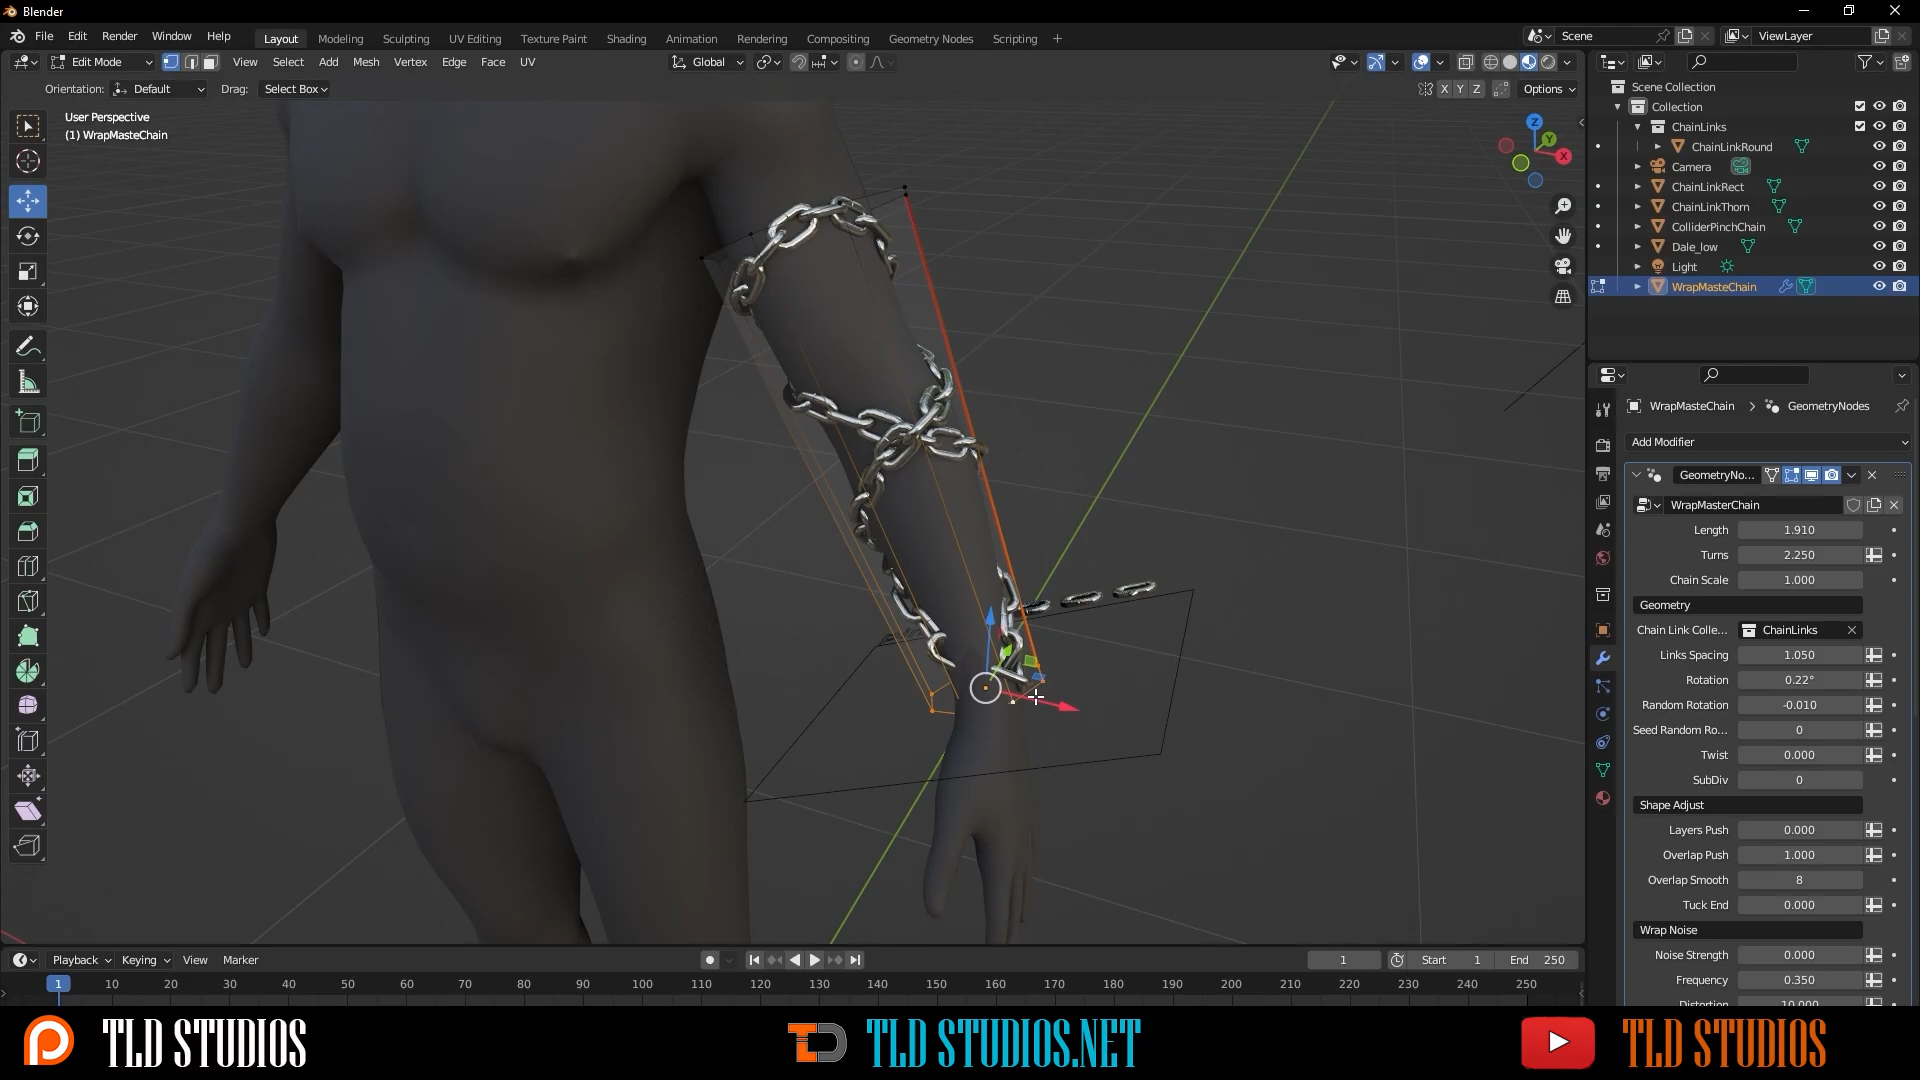 Blender
File Edit Render Window Help
Layout Modeling Sculpting UV Editing Texture Paint Shading Animation Rendering Compositing Geometry Nodes Scripting +
Scene
ViewLayer
Edit Mode
View Select Add Mesh Vertex Edge Face UV
Global
Orientation: Default Drag: Select Box
X Y Z
Options
User Perspective
(1) WrapMasteChain
Z
Y
X
Scene Collection
Collection
ChainLinks
ChainLinkRound
Camera
ChainLinkRect
ChainLinkThorn
ColliderPinchChain
Dale_low
Light
WrapMasteChain
WrapMasteChain > GeometryNodes
Add Modifier
GeometryNo...
WrapMasterChain
Length 1.910
Turns 2.250
Chain Scale 1.000
Geometry
Chain Link Colle... ChainLinks
Links Spacing 1.050
Rotation 0.22°
Random Rotation -0.010
Seed Random Ro... 0
Twist 0.000
SubDiv 0
Shape Adjust
Layers Push 0.000
Overlap Push 1.000
Overlap Smooth 8
Tuck End 0.000
Wrap Noise
Noise Strength 0.000
Frequency 0.350
Distortion 10.000
Playback Keying View Marker
1 Start 1 End 250
1 10 20 30 40 50 60 70 80 90 100 110 120 130 140 150 160 170 180 190 200 210 220 230 240 250
TLD STUDIOS
TLD STUDIOS.NET
TLD STUDIOS